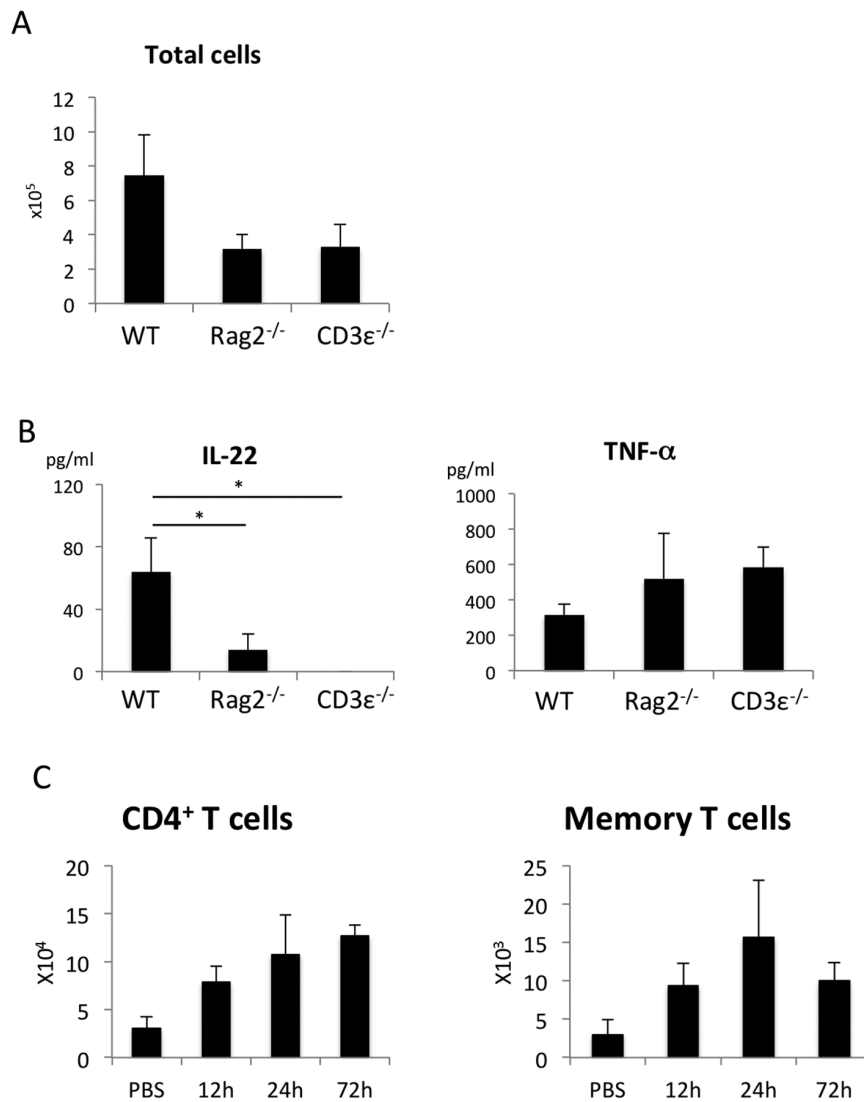 A
Total cells
12
10
8
6
4
2
0
x10⁵
WT Rag2⁻/⁻ CD3ε⁻/⁻
B
pg/ml
IL-22
120
80
40
0
*
*
WT Rag2⁻/⁻ CD3ε⁻/⁻
TNF-α
pg/ml
1000
800
600
400
200
0
WT Rag2⁻/⁻ CD3ε⁻/⁻
C
CD4⁺ T cells
20
15
10
5
0
X10⁴
PBS 12h 24h 72h
Memory T cells
25
20
15
10
5
0
X10³
PBS 12h 24h 72h